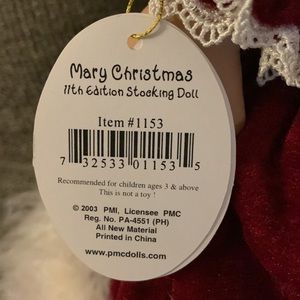 Mary Christmas
11th Edition Stocking Doll
Item #1153
7 32533 01153 5
Recommended for children ages 3 & above
This is not a toy !
© 2003 PMI, Licensee PMC
Reg. No. PA-4551 (PH)
All New Material
Printed in China
www.pmcdolls.com